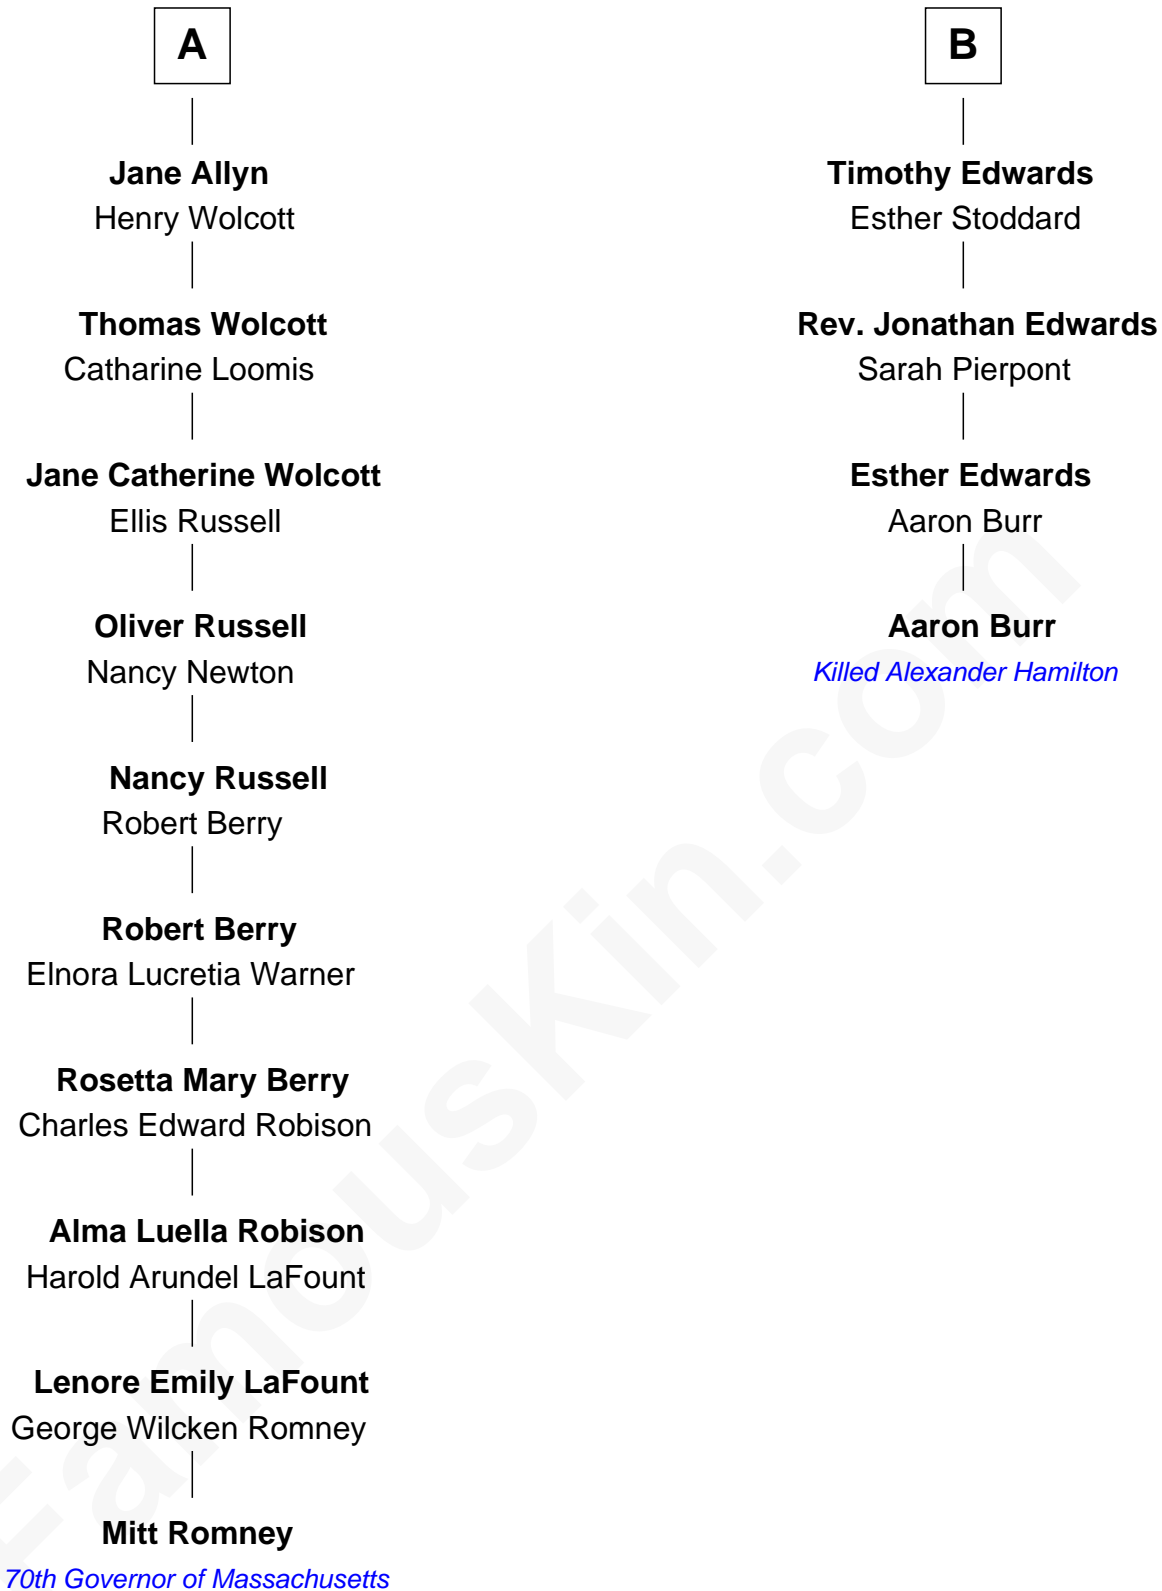 A
Jane Allyn
Henry Wolcott
Thomas Wolcott
Catharine Loomis
Jane Catherine Wolcott
Ellis Russell
Oliver Russell
Nancy Newton
Nancy Russell
Robert Berry
Robert Berry
Elnora Lucretia Warner
Rosetta Mary Berry
Charles Edward Robison
Alma Luella Robison
Harold Arundel LaFount
Lenore Emily LaFount
George Wilcken Romney
Mitt Romney
70th Governor of Massachusetts
B
Timothy Edwards
Esther Stoddard
Rev. Jonathan Edwards
Sarah Pierpont
Esther Edwards
Aaron Burr
Aaron Burr
Killed Alexander Hamilton
FamousKin.com